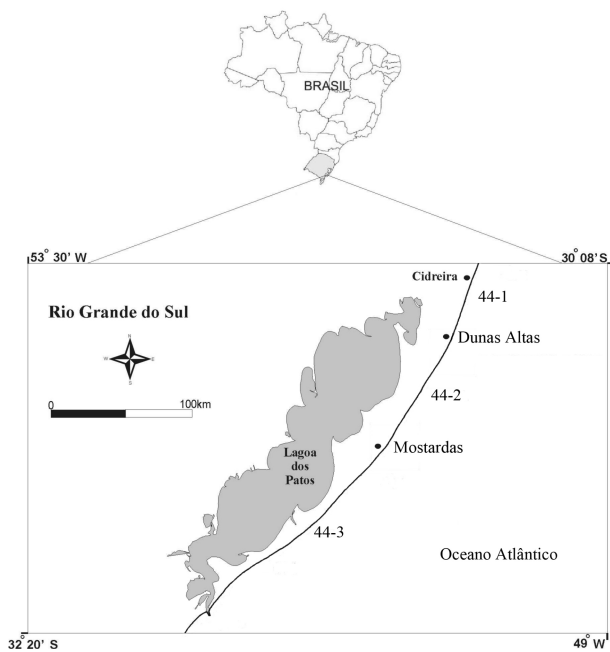 BRASIL
53° 30' W
30° 08' S
Cidreira
44-1
Rio Grande do Sul
Dunas Altas
N
W
E
S
44-2
0
100km
Mostardas
Lagoa
dos
Patos
44-3
Oceano Atlântico
32° 20' S
49° W